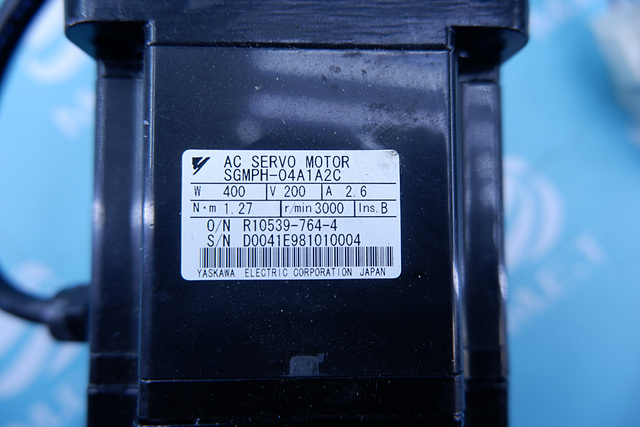 AC SERVO MOTOR
SGMPH-04A1A2C
W 400 V 200 A 2.6
N·m 1.27 r/min 3000 Ins. B
O/N R10539-764-4
S/N D0041E981010004
YASKAWA ELECTRIC CORPORATION JAPAN